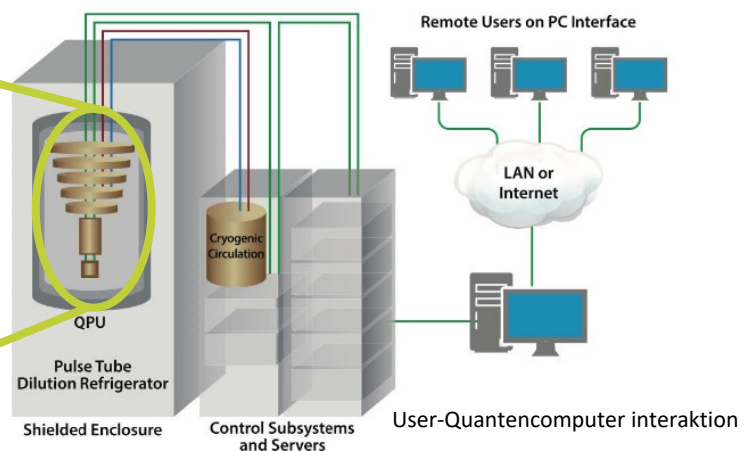 Remote Users on PC Interface
LAN or
Internet
Cryogenic
Circulation
QPU
Pulse Tube
Dilution Refrigerator
Shielded Enclosure
Control Subsystems
and Servers
User-Quantencomputer interaktion